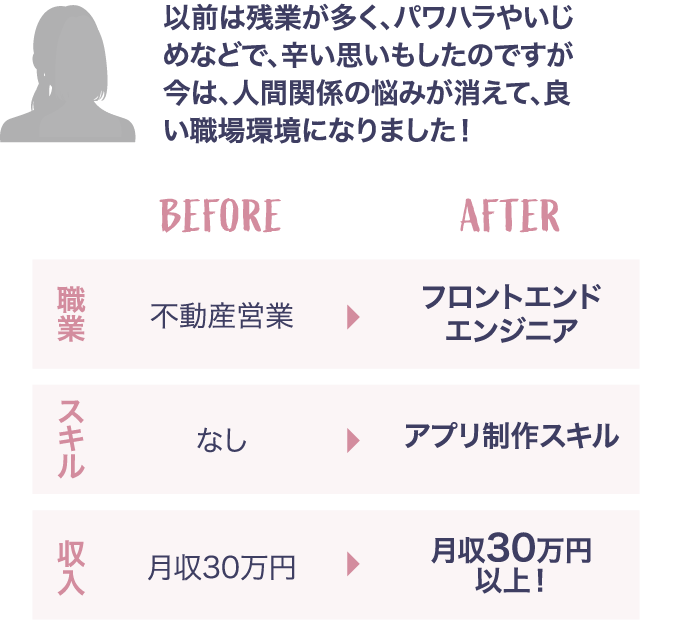 以前は残業が多く、パワハラやいじ
めなどで、辛い思いもしたのですが
今は、人間関係の悩みが消えて、良
い職場環境になりました！
BEFORE
AFTER
職業
不動産営業
フロントエンド
エンジニア
スキル
なし
アプリ制作スキル
収入
月収30万円
月収30万円
以上！